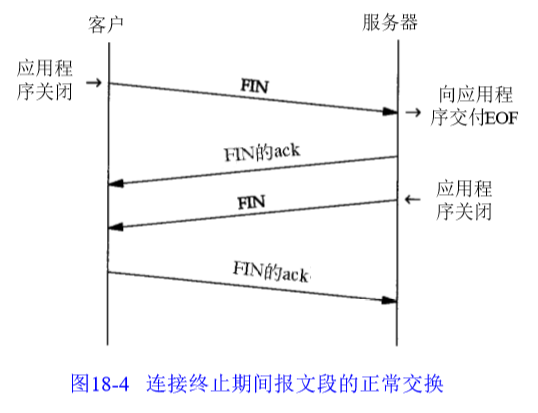 客户
服务器
应用程
序关闭
FIN
向应用程
序交付EOF
FIN的ack
FIN
应用程
序关闭
FIN的ack
图18-4 连接终止期间报文段的正常交换